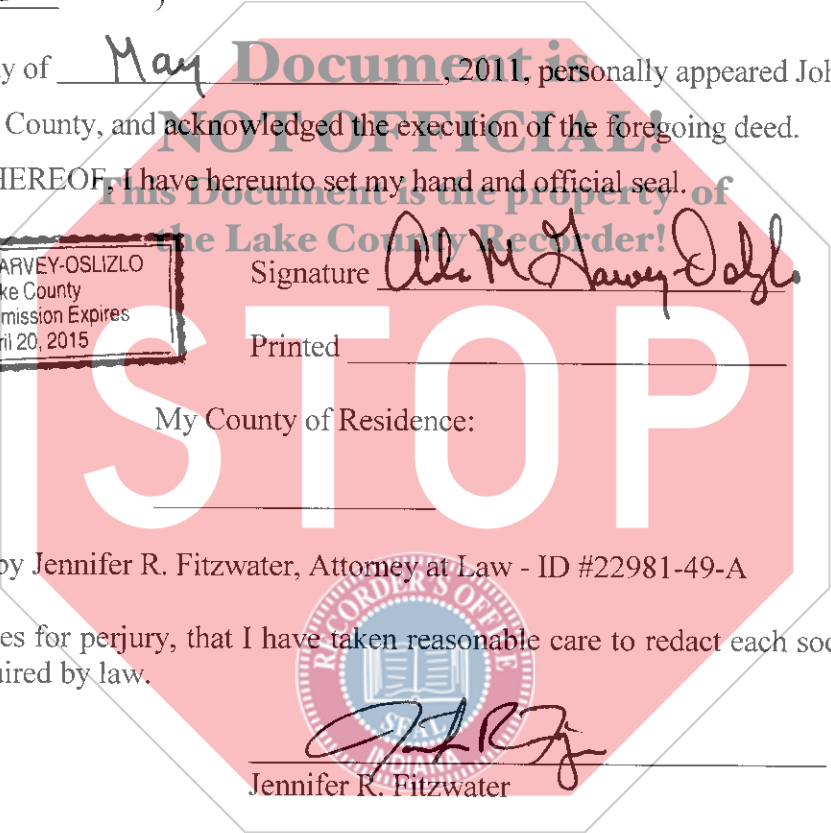 y of May, 2011, personally appeared Joh
County, and acknowledged the execution of the foregoing deed.
HEREOF, I have hereunto set my hand and official seal.
Document is
NOT OFFICIAL!
This Document is the property of
the Lake County Recorder!
ARVEY-OSLIZLO
ke County
mission Expires
ril 20, 2015
Signature
Printed
STOP
My County of Residence:
by Jennifer R. Fitzwater, Attorney at Law - ID #22981-49-A
es for perjury, that I have taken reasonable care to redact each soc
uired by law.
RECORDER'S OFFICE
SEAL
INDIANA
Jennifer R. Fitzwater